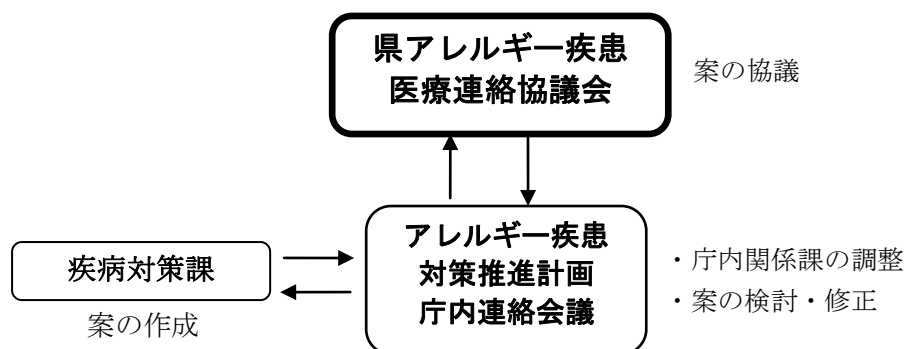 県アレルギー疾患
医療連絡協議会
案の協議
アレルギー疾患
対策推進計画
庁内連絡会議
・庁内関係課の調整
・案の検討・修正
疾病対策課
案の作成